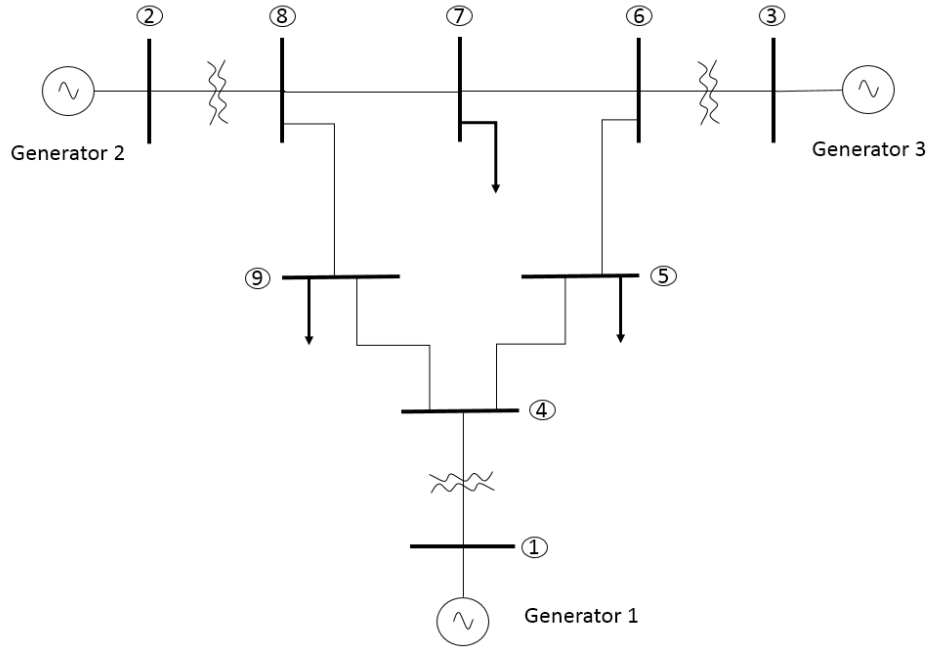 ② ⑧ ⑦ ⑥ ③
Generator 2
Generator 3
⑨ ⑤
④
①
Generator 1